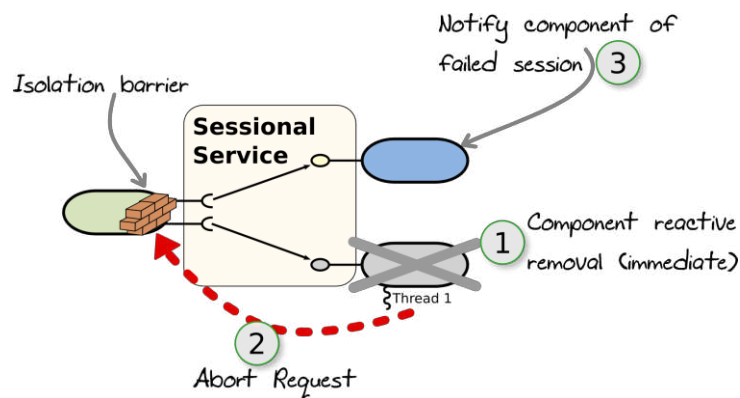 Notify component of
failed session 3
Isolation barrier
Sessional
Service
1 Component reactive
removal (immediate)
Thread 1
2
Abort Request